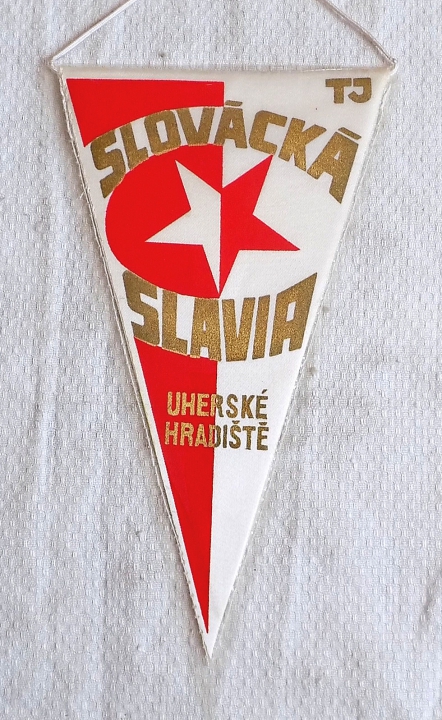 TJ
SLOVÁCKÁ
SLAVIA
UHERSKÉ
HRADIŠTĚ